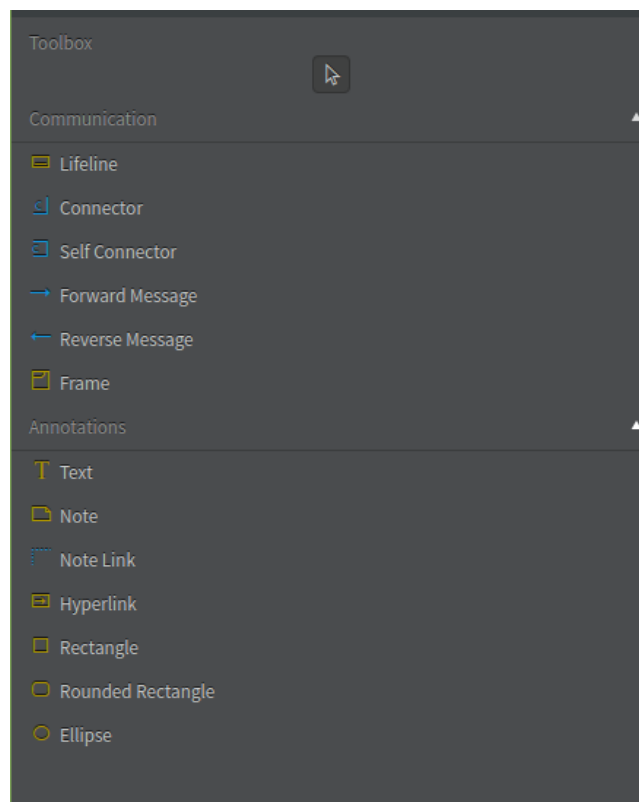 Toolbox
Communication
Lifeline
Connector
Self Connector
Forward Message
Reverse Message
Frame
Annotations
Text
Note
Note Link
Hyperlink
Rectangle
Rounded Rectangle
Ellipse